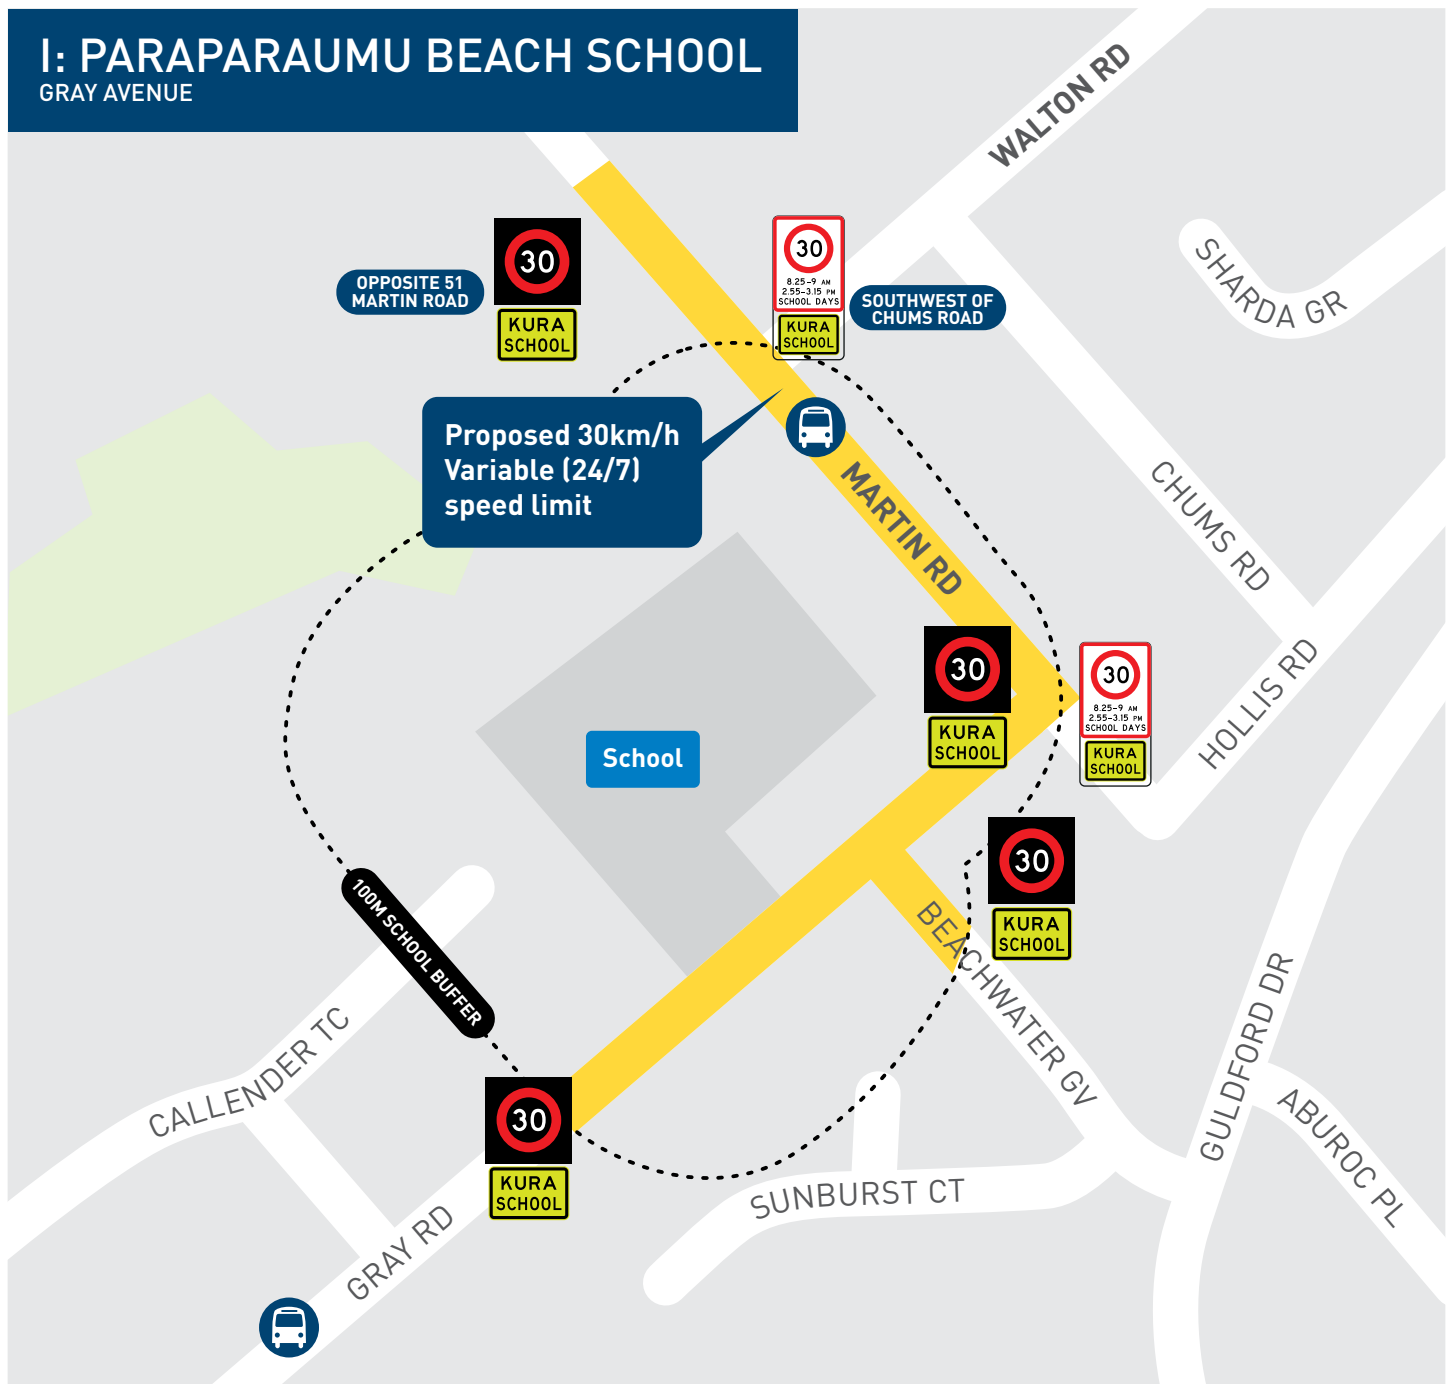 I: PARAPARAUMU BEACH SCHOOL
GRAY AVENUE
WALTON RD
SHARDA GR
30
KURA
SCHOOL
OPPOSITE 51
MARTIN ROAD
30
8.25–9 AM
2.55–3.15 PM
SCHOOL DAYS
KURA
SCHOOL
SOUTHWEST OF
CHUMS ROAD
Proposed 30km/h
Variable (24/7)
speed limit
MARTIN RD
CHUMS RD
HOLLIS RD
30
KURA
SCHOOL
30
8.25–9 AM
2.55–3.15 PM
SCHOOL DAYS
KURA
SCHOOL
School
30
KURA
SCHOOL
100M SCHOOL BUFFER
BEACHWATER GV
GULDFORD DR
CALLENDER TC
ABUROC PL
30
KURA
SCHOOL
SUNBURST CT
GRAY RD